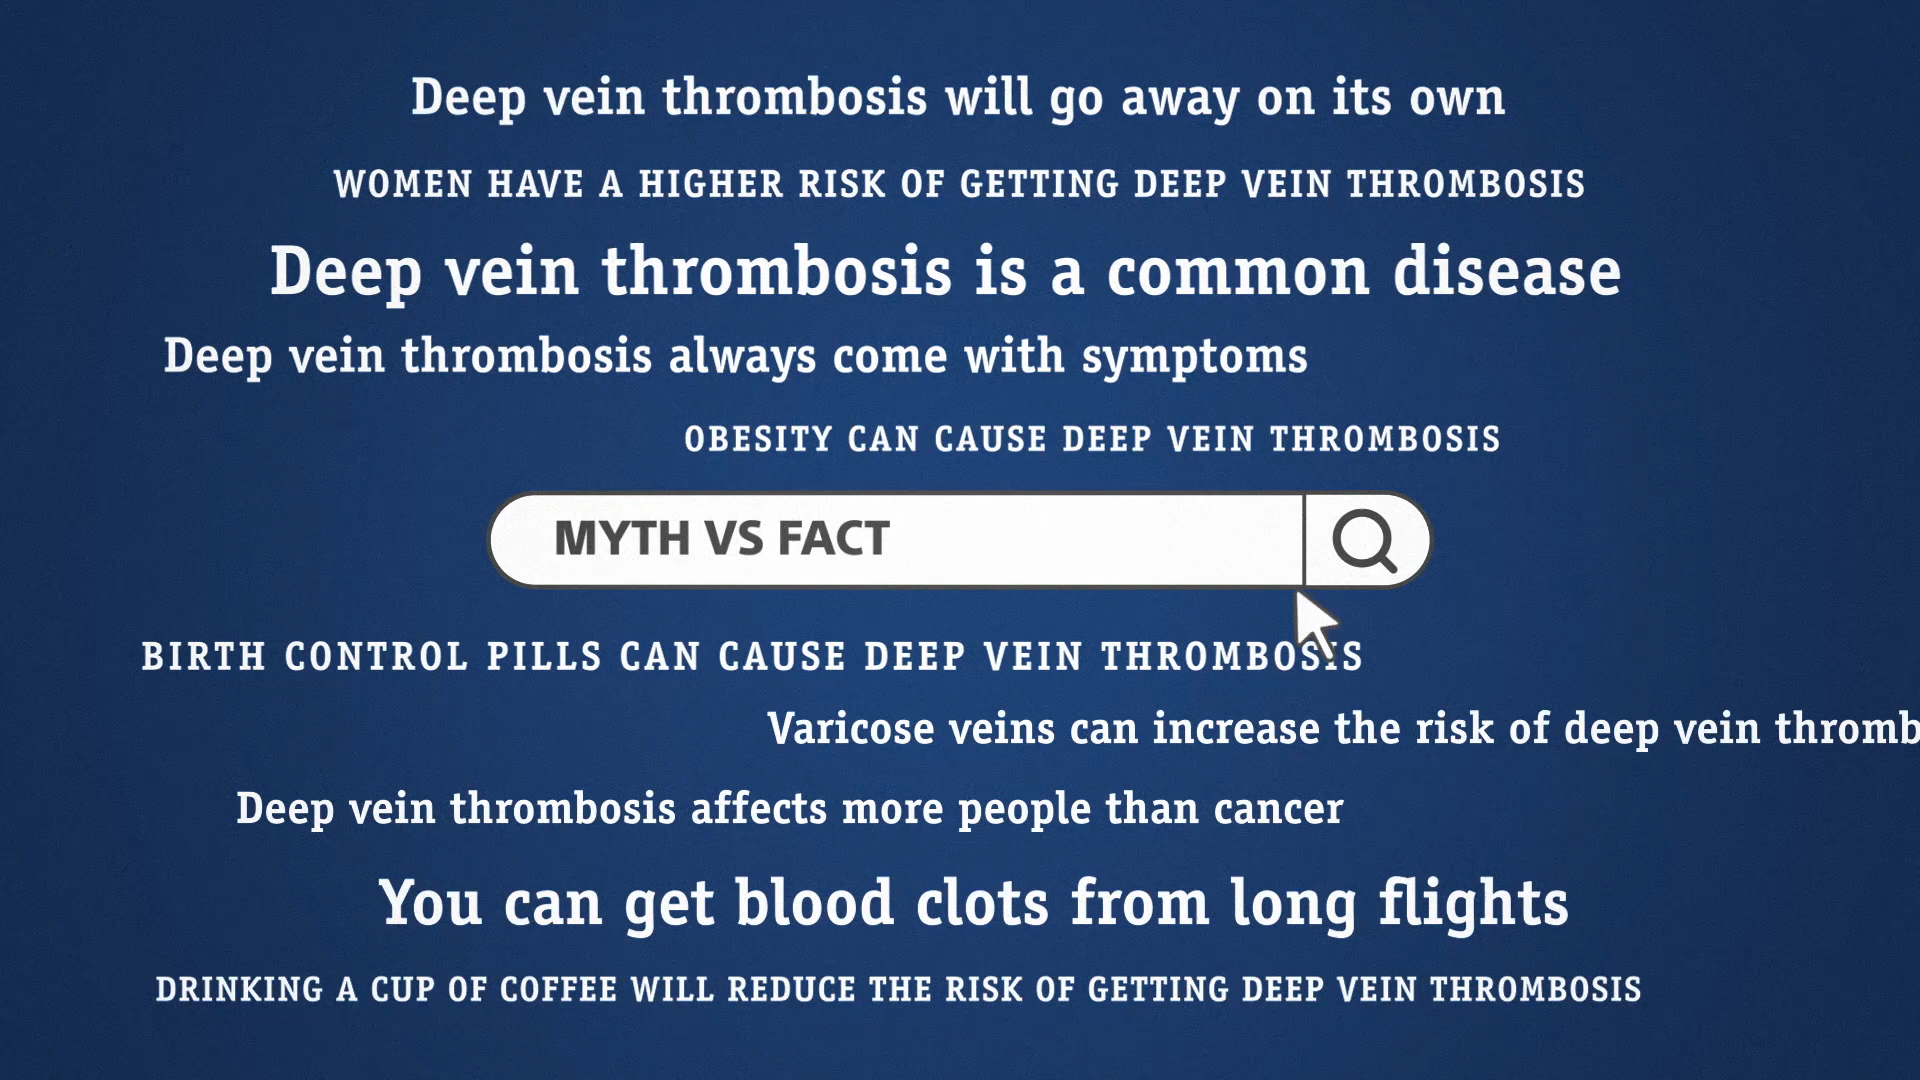 Deep vein thrombosis will go away on its own
WOMEN HAVE A HIGHER RISK OF GETTING DEEP VEIN THROMBOSIS
Deep vein thrombosis is a common disease
Deep vein thrombosis always come with symptoms
OBESITY CAN CAUSE DEEP VEIN THROMBOSIS
MYTH VS FACT
BIRTH CONTROL PILLS CAN CAUSE DEEP VEIN THROMBOSIS
Varicose veins can increase the risk of deep vein thromb
Deep vein thrombosis affects more people than cancer
You can get blood clots from long flights
DRINKING A CUP OF COFFEE WILL REDUCE THE RISK OF GETTING DEEP VEIN THROMBOSIS